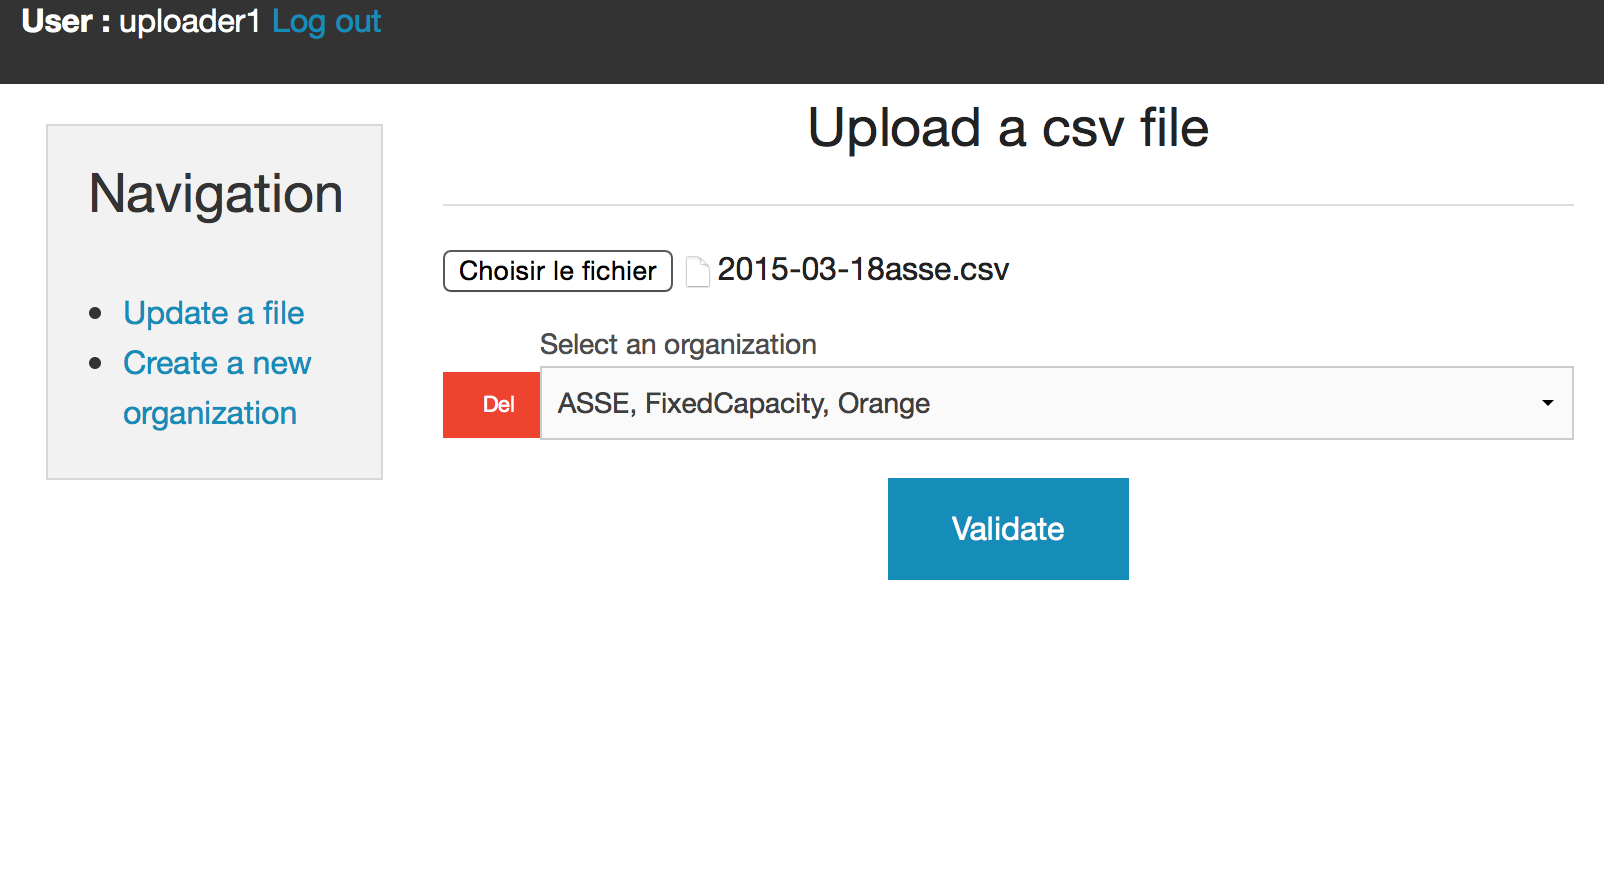 User : uploader1 Log out
Upload a csv file
Navigation
Update a file
Create a new
organization
Choisir le fichier 2015-03-18asse.csv
Select an organization
Del ASSE, FixedCapacity, Orange
Validate